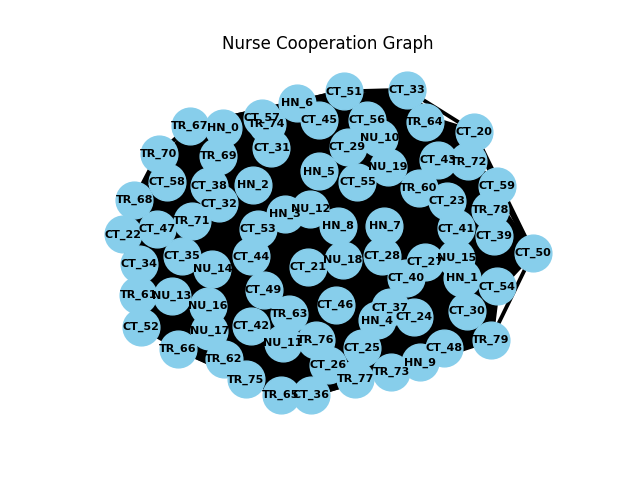 Nurse Cooperation Graph
CT_51
CT_33
HN_6
CT_57
TR_74
CT_45
CT_56
TR_64
TR_67
HN_0
CT_20
NU_10
CT_31
CT_29
TR_70
TR_69
CT_43
TR_72
NU_19
HN_5
CT_58
CT_38
HN_2
CT_55
TR_60
CT_59
TR_68
CT_32
CT_23
HN_3
NU_12
TR_78
TR_71
CT_22
CT_47
CT_53
HN_8
HN_7
CT_41
CT_39
CT_50
CT_35
CT_44
CT_28
NU_15
CT_34
NU_14
CT_21
NU_18
CT_27
CT_40
HN_1
CT_54
CT_49
TR_61
NU_13
NU_16
CT_46
CT_37
CT_30
TR_63
HN_4
CT_24
CT_52
NU_17
CT_42
NU_11
TR_76
TR_79
TR_66
CT_25
CT_48
TR_62
CT_26
HN_9
TR_73
TR_75
TR_77
TR_65
CT_36